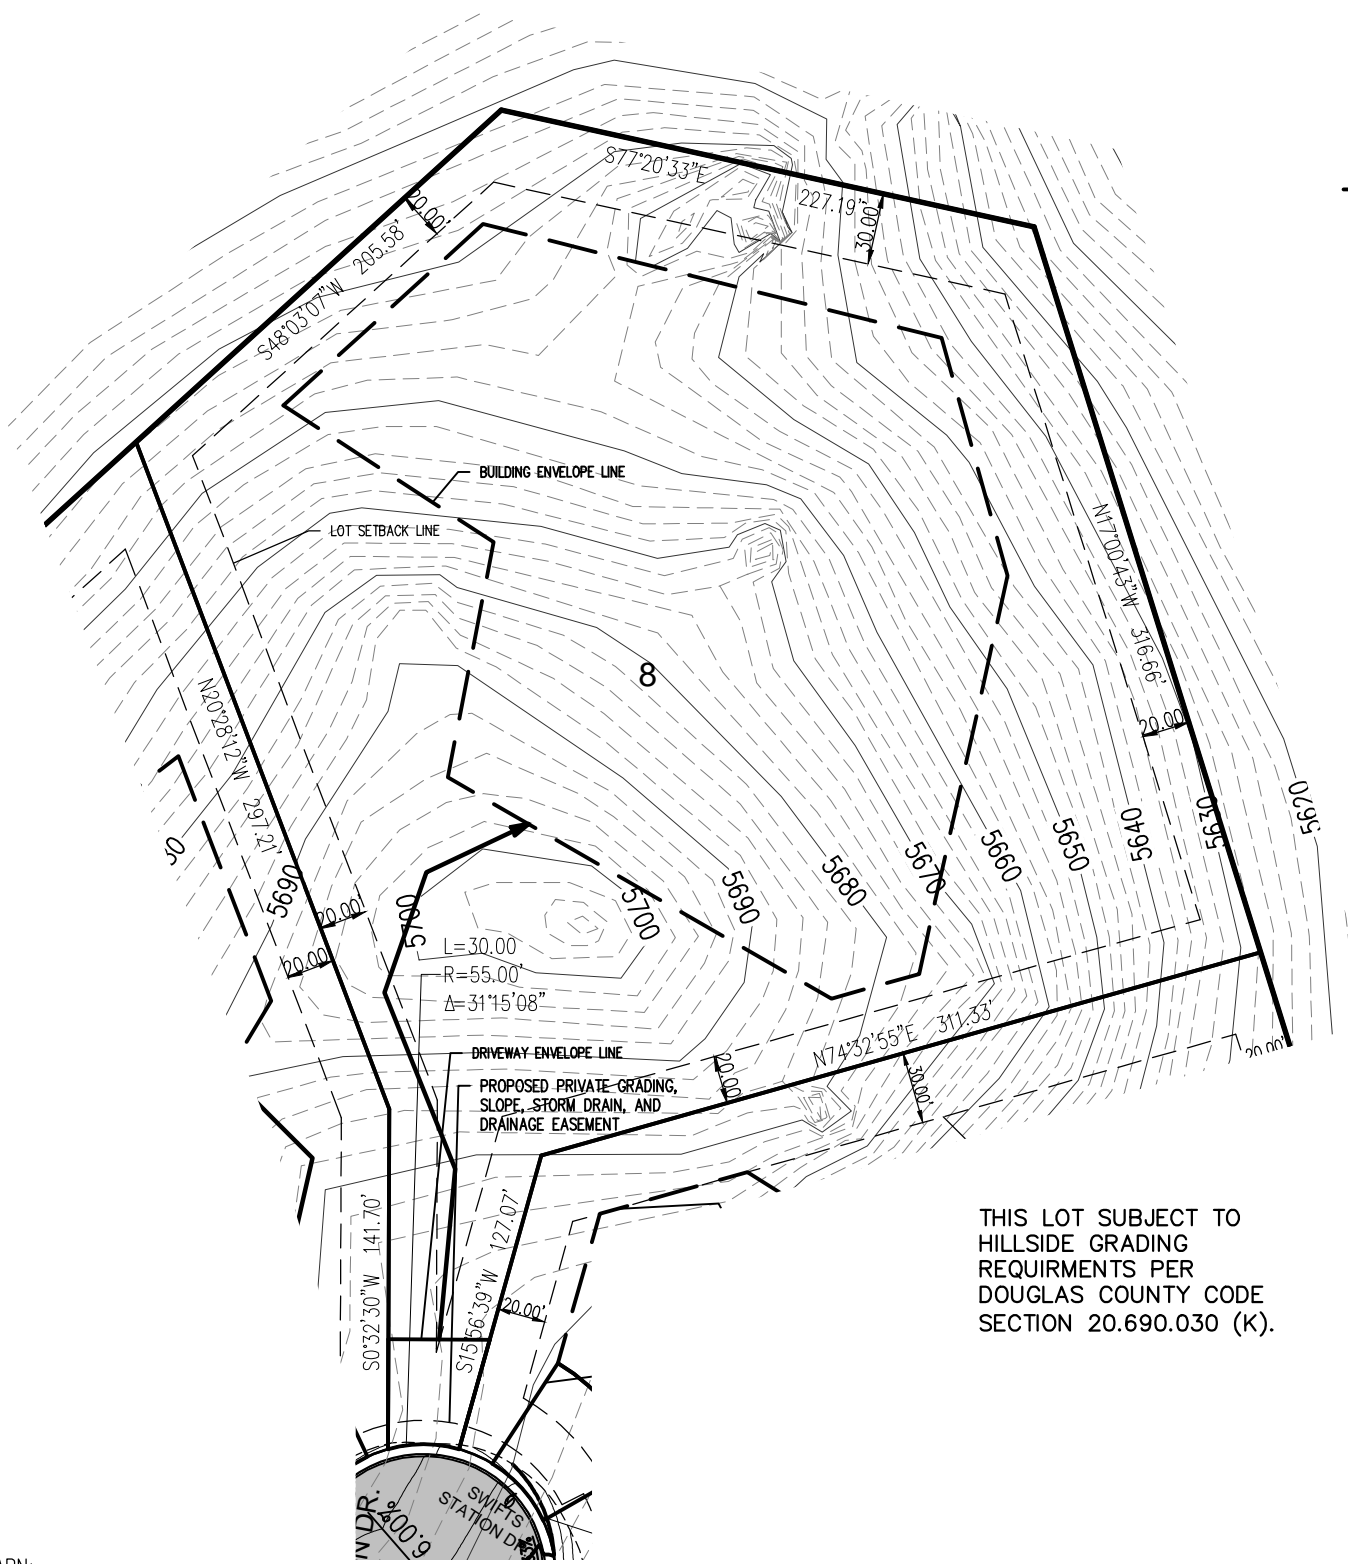 S77°20'33"E
227.19'
30.00'
20.00'
S48°03'07"W 205.58'
BUILDING ENVELOPE LINE
LOT SETBACK LINE
N17°00'43"W 316.66'
8
N20°28'12"W 297.21'
20.00'
5620
5630
5640
5650
5660
5670
5680
5690
5700
5690
5700
20.00'
20.00'
L=30.00
R=55.00'
Δ=31°15'08"
N74°32'55"E 311.33'
20.00'
30.00'
20.00'
DRIVEWAY ENVELOPE LINE
PROPOSED PRIVATE GRADING,
SLOPE, STORM DRAIN, AND
DRAINAGE EASEMENT
S0°32'30"W 141.70'
S15°56'39"W 127.07'
20.00'
THIS LOT SUBJECT TO
HILLSIDE GRADING
REQUIRMENTS PER
DOUGLAS COUNTY CODE
SECTION 20.690.030 (K).
SWIFTS
STATION DR.
6.00%
DR.